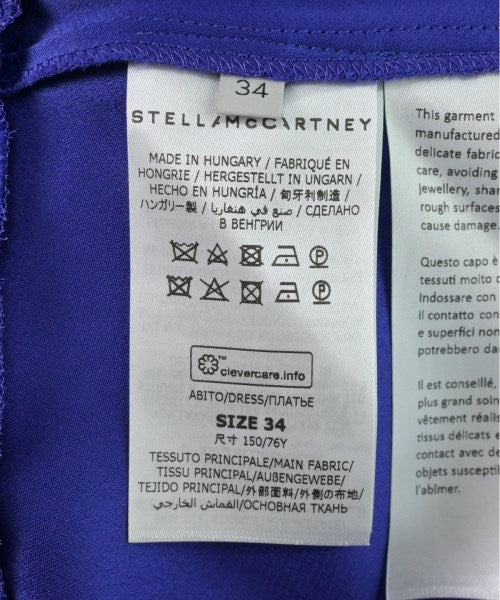 34
STELLA McCARTNEY
MADE IN HUNGARY / FABRIQUÉ EN
HONGRIE / HERGESTELLT IN UNGARN /
HECHO EN HUNGRÍA / 匈牙利制造 /
ハンガリー製 / صنع في هنغاريا / СДЕЛАНО
В ВЕНГРИИ
P
P
™
clevercare.info
ABITO/DRESS/ПЛАТЬЕ
SIZE 34
尺寸 150/76Y
TESSUTO PRINCIPALE/MAIN FABRIC/
TISSU PRINCIPAL/AUßENGEWEBE/
TEJIDO PRINCIPAL/外部面料/外側の布地/
القماش الخارجي/ОСНОВНАЯ ТКАНЬ
This garment
manufactured
delicate fabric
care, avoiding
jewellery, shar
rough surfaces
cause damage.
Questo capo è
tessuti molto d
Indossare con
il contatto con
e superfici non
potrebbero da
Il est conseillé,
plus grand soin
vêtement réalis
tissus délicats e
contact avec de
objets suscepti
l'abîmer.